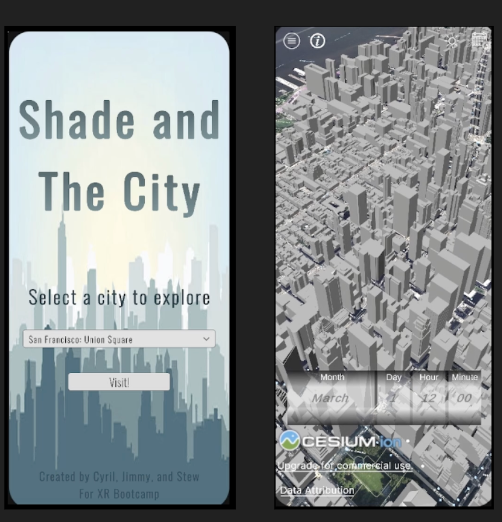 Shade and
The City
Select a city to explore
San Francisco: Union Square
Visit!
Created by Cyril, Jimmy, and Stew
For XR Bootcamp
Month Day Hour Minute
March 1 12 00
CESIUM ion
Upgrade for commercial use.
Data Attribution